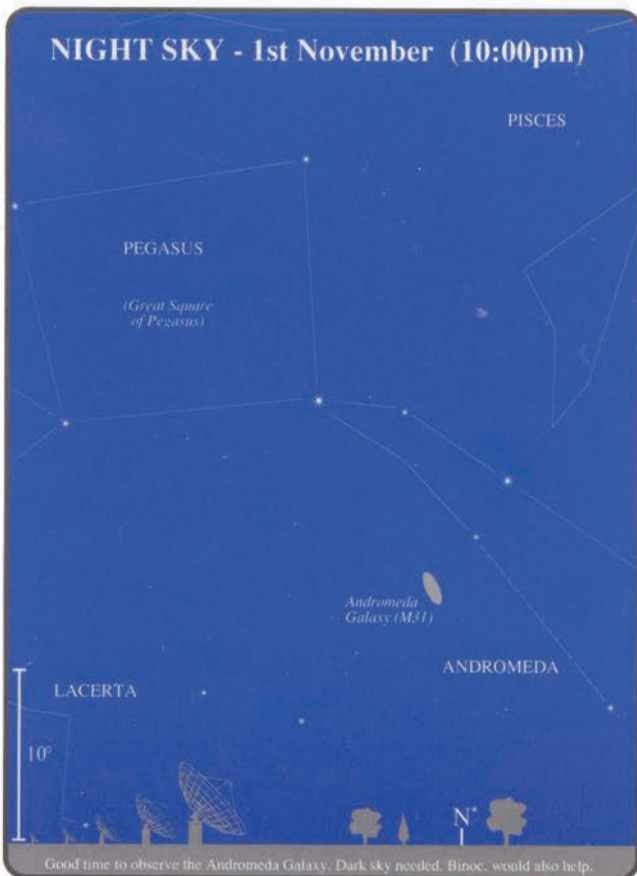 NIGHT SKY - 1st November (10:00pm)
PISCES
PEGASUS
(Great Square
of Pegasus)
Andromeda
Galaxy (M31)
ANDROMEDA
LACERTA
10°
N*
Good time to observe the Andromeda Galaxy. Dark sky needed. Binoc. would also help.